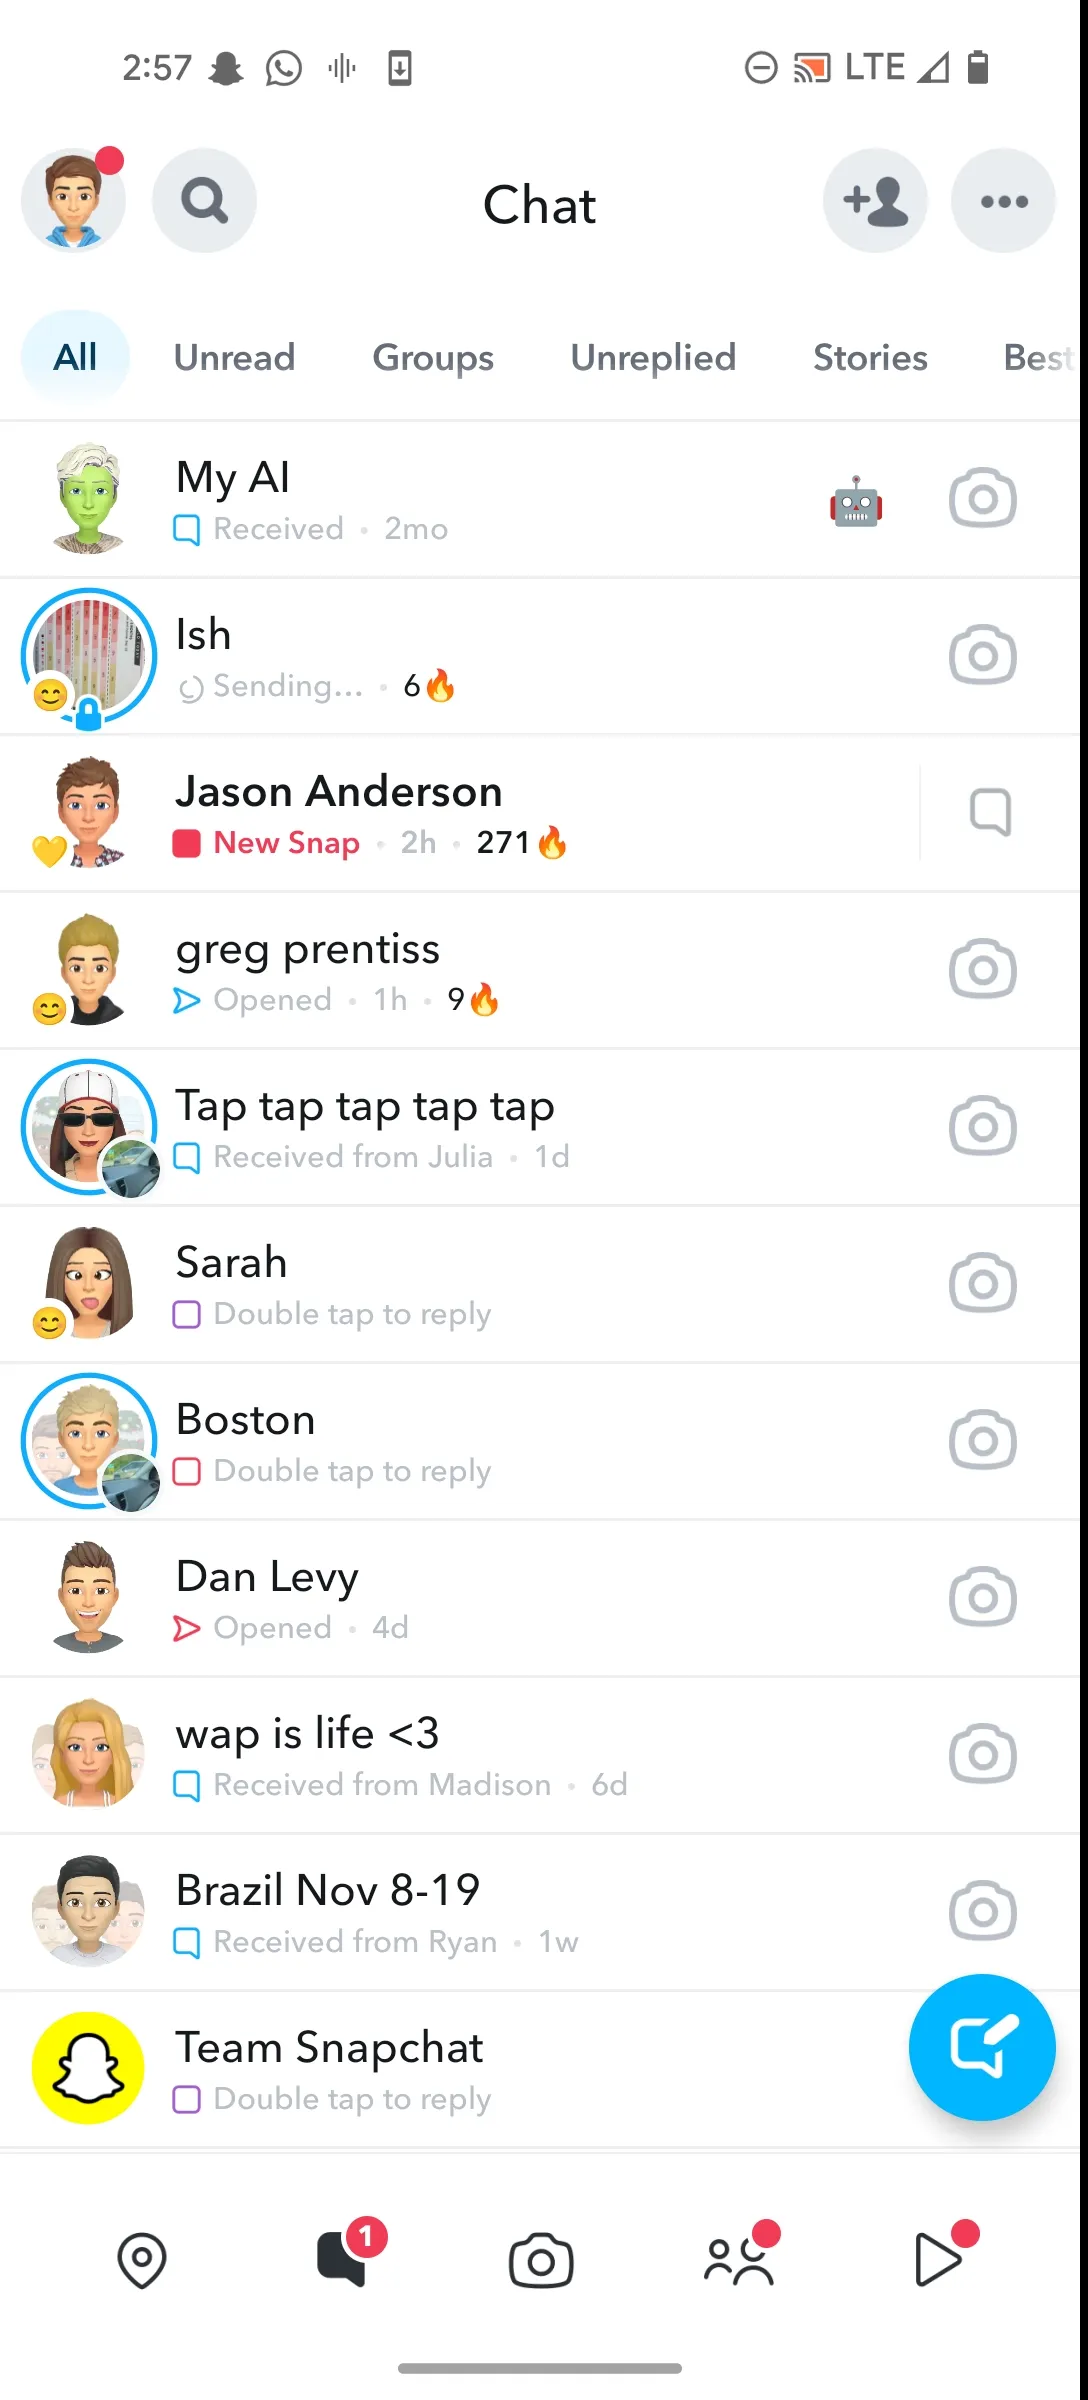 2:57 LTE
Chat
All Unread Groups Unreplied Stories Best
My AI
Received · 2mo
Ish
Sending... · 6🔥
Jason Anderson
New Snap · 2h · 271🔥
greg prentiss
Opened · 1h · 9🔥
Tap tap tap tap tap
Received from Julia · 1d
Sarah
Double tap to reply
Boston
Double tap to reply
Dan Levy
Opened · 4d
wap is life <3
Received from Madison · 6d
Brazil Nov 8-19
Received from Ryan · 1w
Team Snapchat
Double tap to reply
1